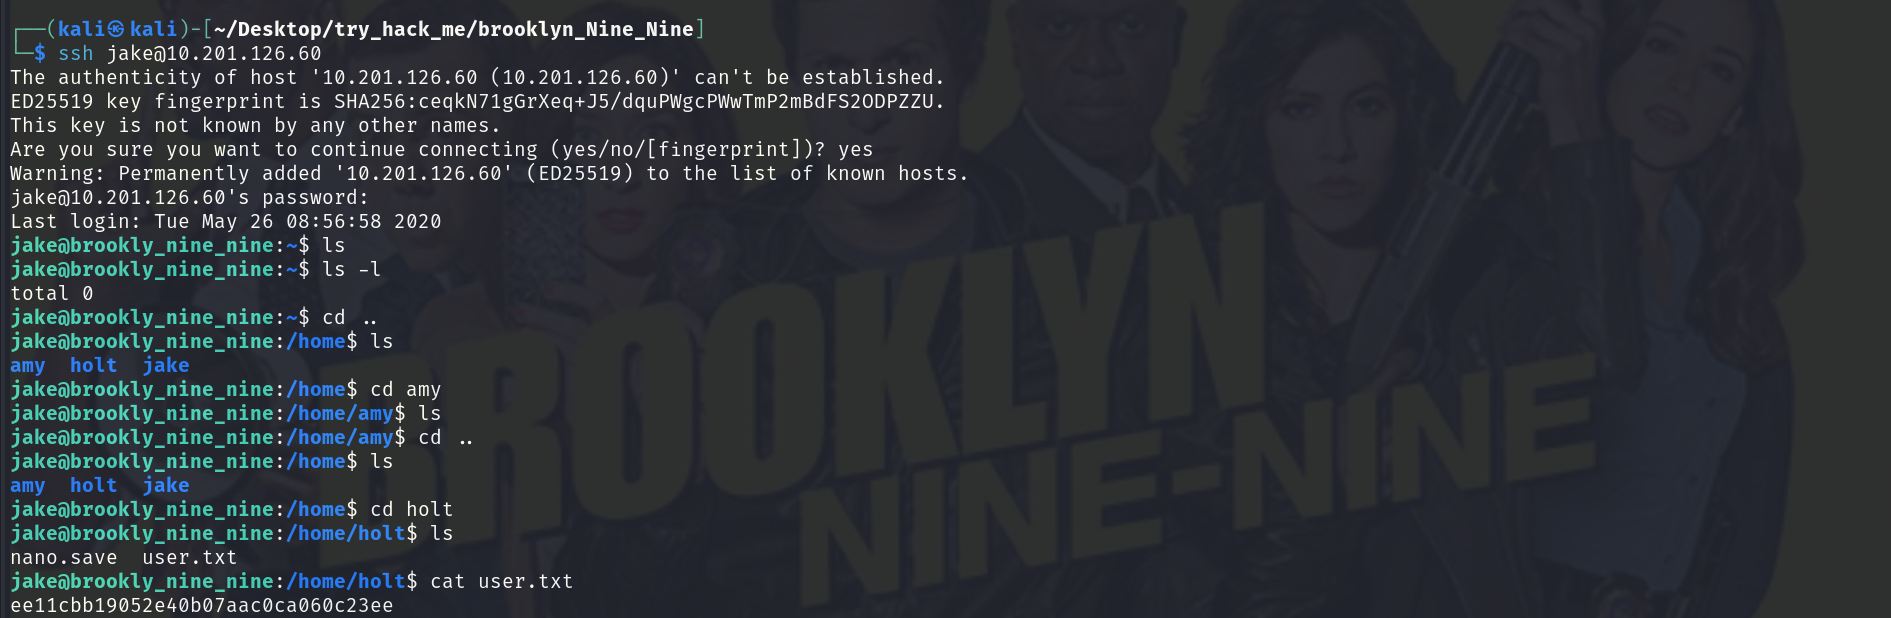 ┌──(kali㉿kali)-[~/Desktop/try_hack_me/brooklyn_Nine_Nine]
└─$ ssh jake@10.201.126.60
The authenticity of host '10.201.126.60 (10.201.126.60)' can't be established.
ED25519 key fingerprint is SHA256:ceqkN71gGrXeq+J5/dquPWgcPWwTmP2mBdFS2ODPZZU.
This key is not known by any other names.
Are you sure you want to continue connecting (yes/no/[fingerprint])? yes
Warning: Permanently added '10.201.126.60' (ED25519) to the list of known hosts.
jake@10.201.126.60's password:
Last login: Tue May 26 08:56:58 2020
jake@brookly_nine_nine:~$ ls
jake@brookly_nine_nine:~$ ls -l
total 0
jake@brookly_nine_nine:~$ cd ..
jake@brookly_nine_nine:/home$ ls
amy  holt  jake
jake@brookly_nine_nine:/home$ cd amy
jake@brookly_nine_nine:/home/amy$ ls
jake@brookly_nine_nine:/home/amy$ cd ..
jake@brookly_nine_nine:/home$ ls
amy  holt  jake
jake@brookly_nine_nine:/home$ cd holt
jake@brookly_nine_nine:/home/holt$ ls
nano.save  user.txt
jake@brookly_nine_nine:/home/holt$ cat user.txt
ee11cbb19052e40b07aac0ca060c23ee
BROOKLYN
NINE-NINE